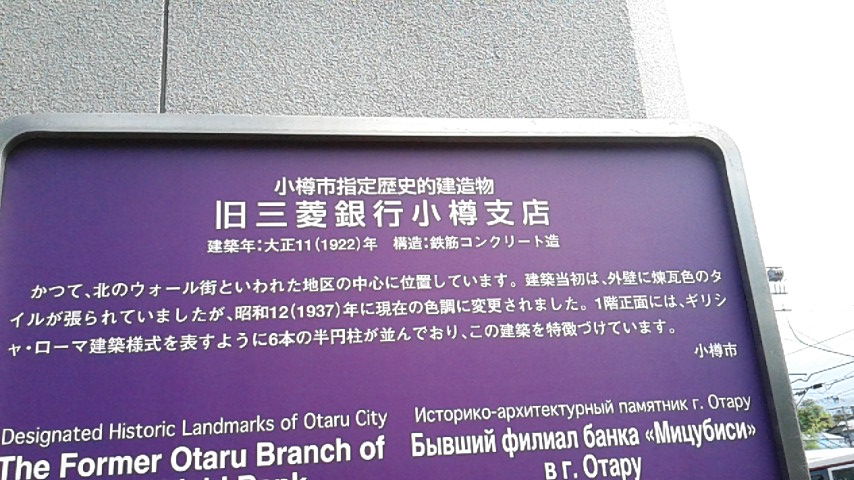 小樽市指定歴史的建造物
旧三菱銀行小樽支店
建築年:大正11(1922)年　構造:鉄筋コンクリート造
かつて、北のウォール街といわれた地区の中心に位置しています。建築当初は、外壁に煉瓦色のタ
イルが張られていましたが、昭和12(1937)年に現在の色調に変更されました。1階正面には、ギリシ
ャ・ローマ建築様式を表すように6本の半円柱が並んでおり、この建築を特徴づけています。
小樽市
Designated Historic Landmarks of Otaru City
The Former Otaru Branch of
Bank
Историко-архитектурный памятник г. Отару
Бывший филиал банка «Мицубиси»
в г. Отару